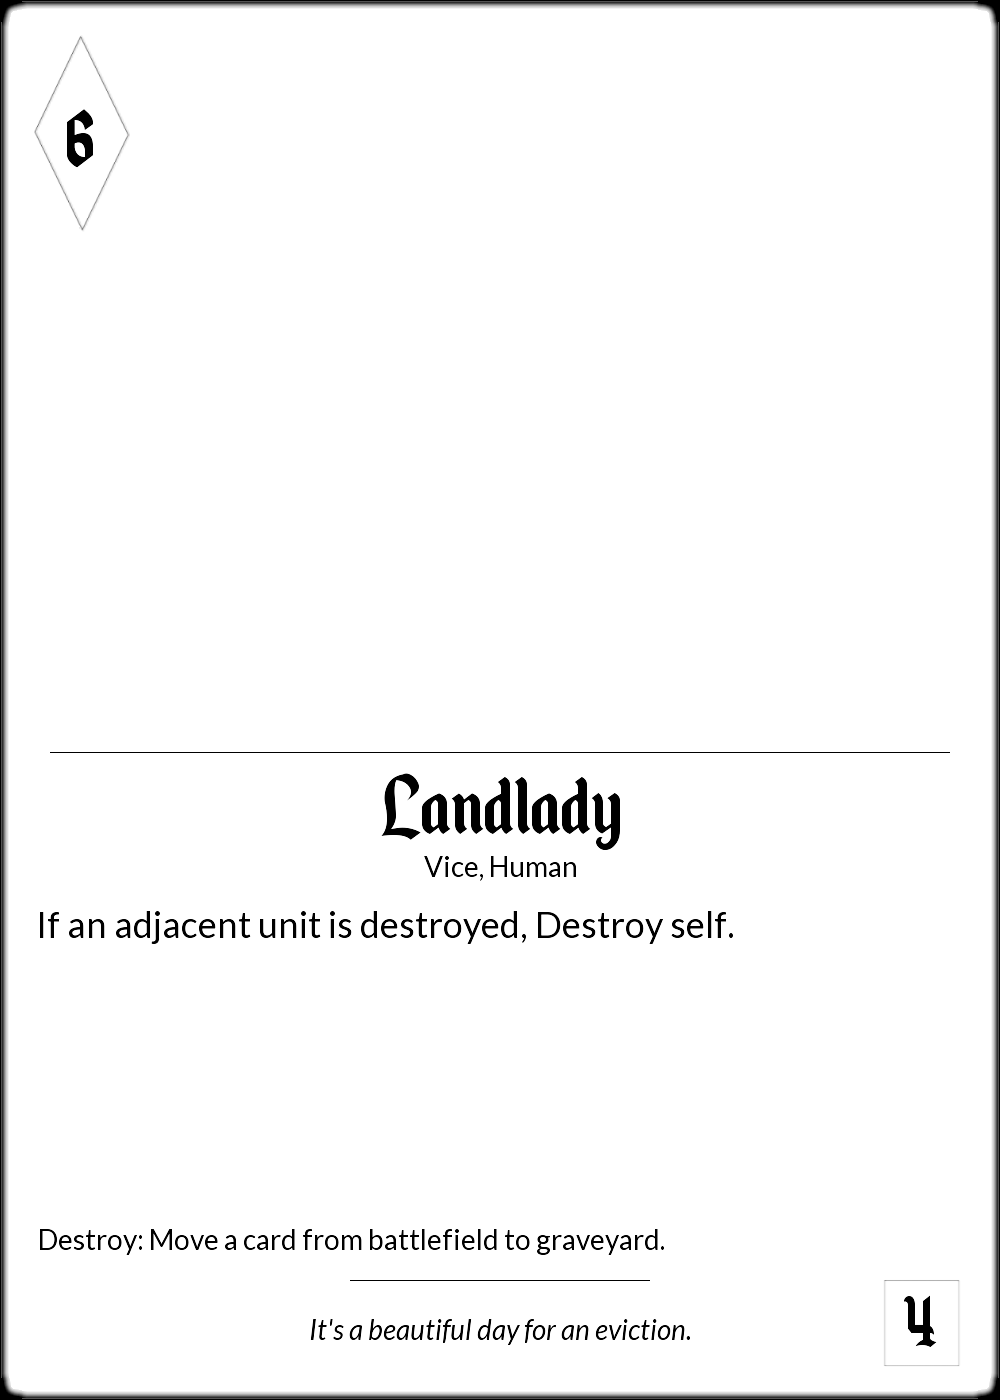 6
Landlady
Vice, Human
If an adjacent unit is destroyed, Destroy self.
Destroy: Move a card from battlefield to graveyard.
It's a beautiful day for an eviction.
4